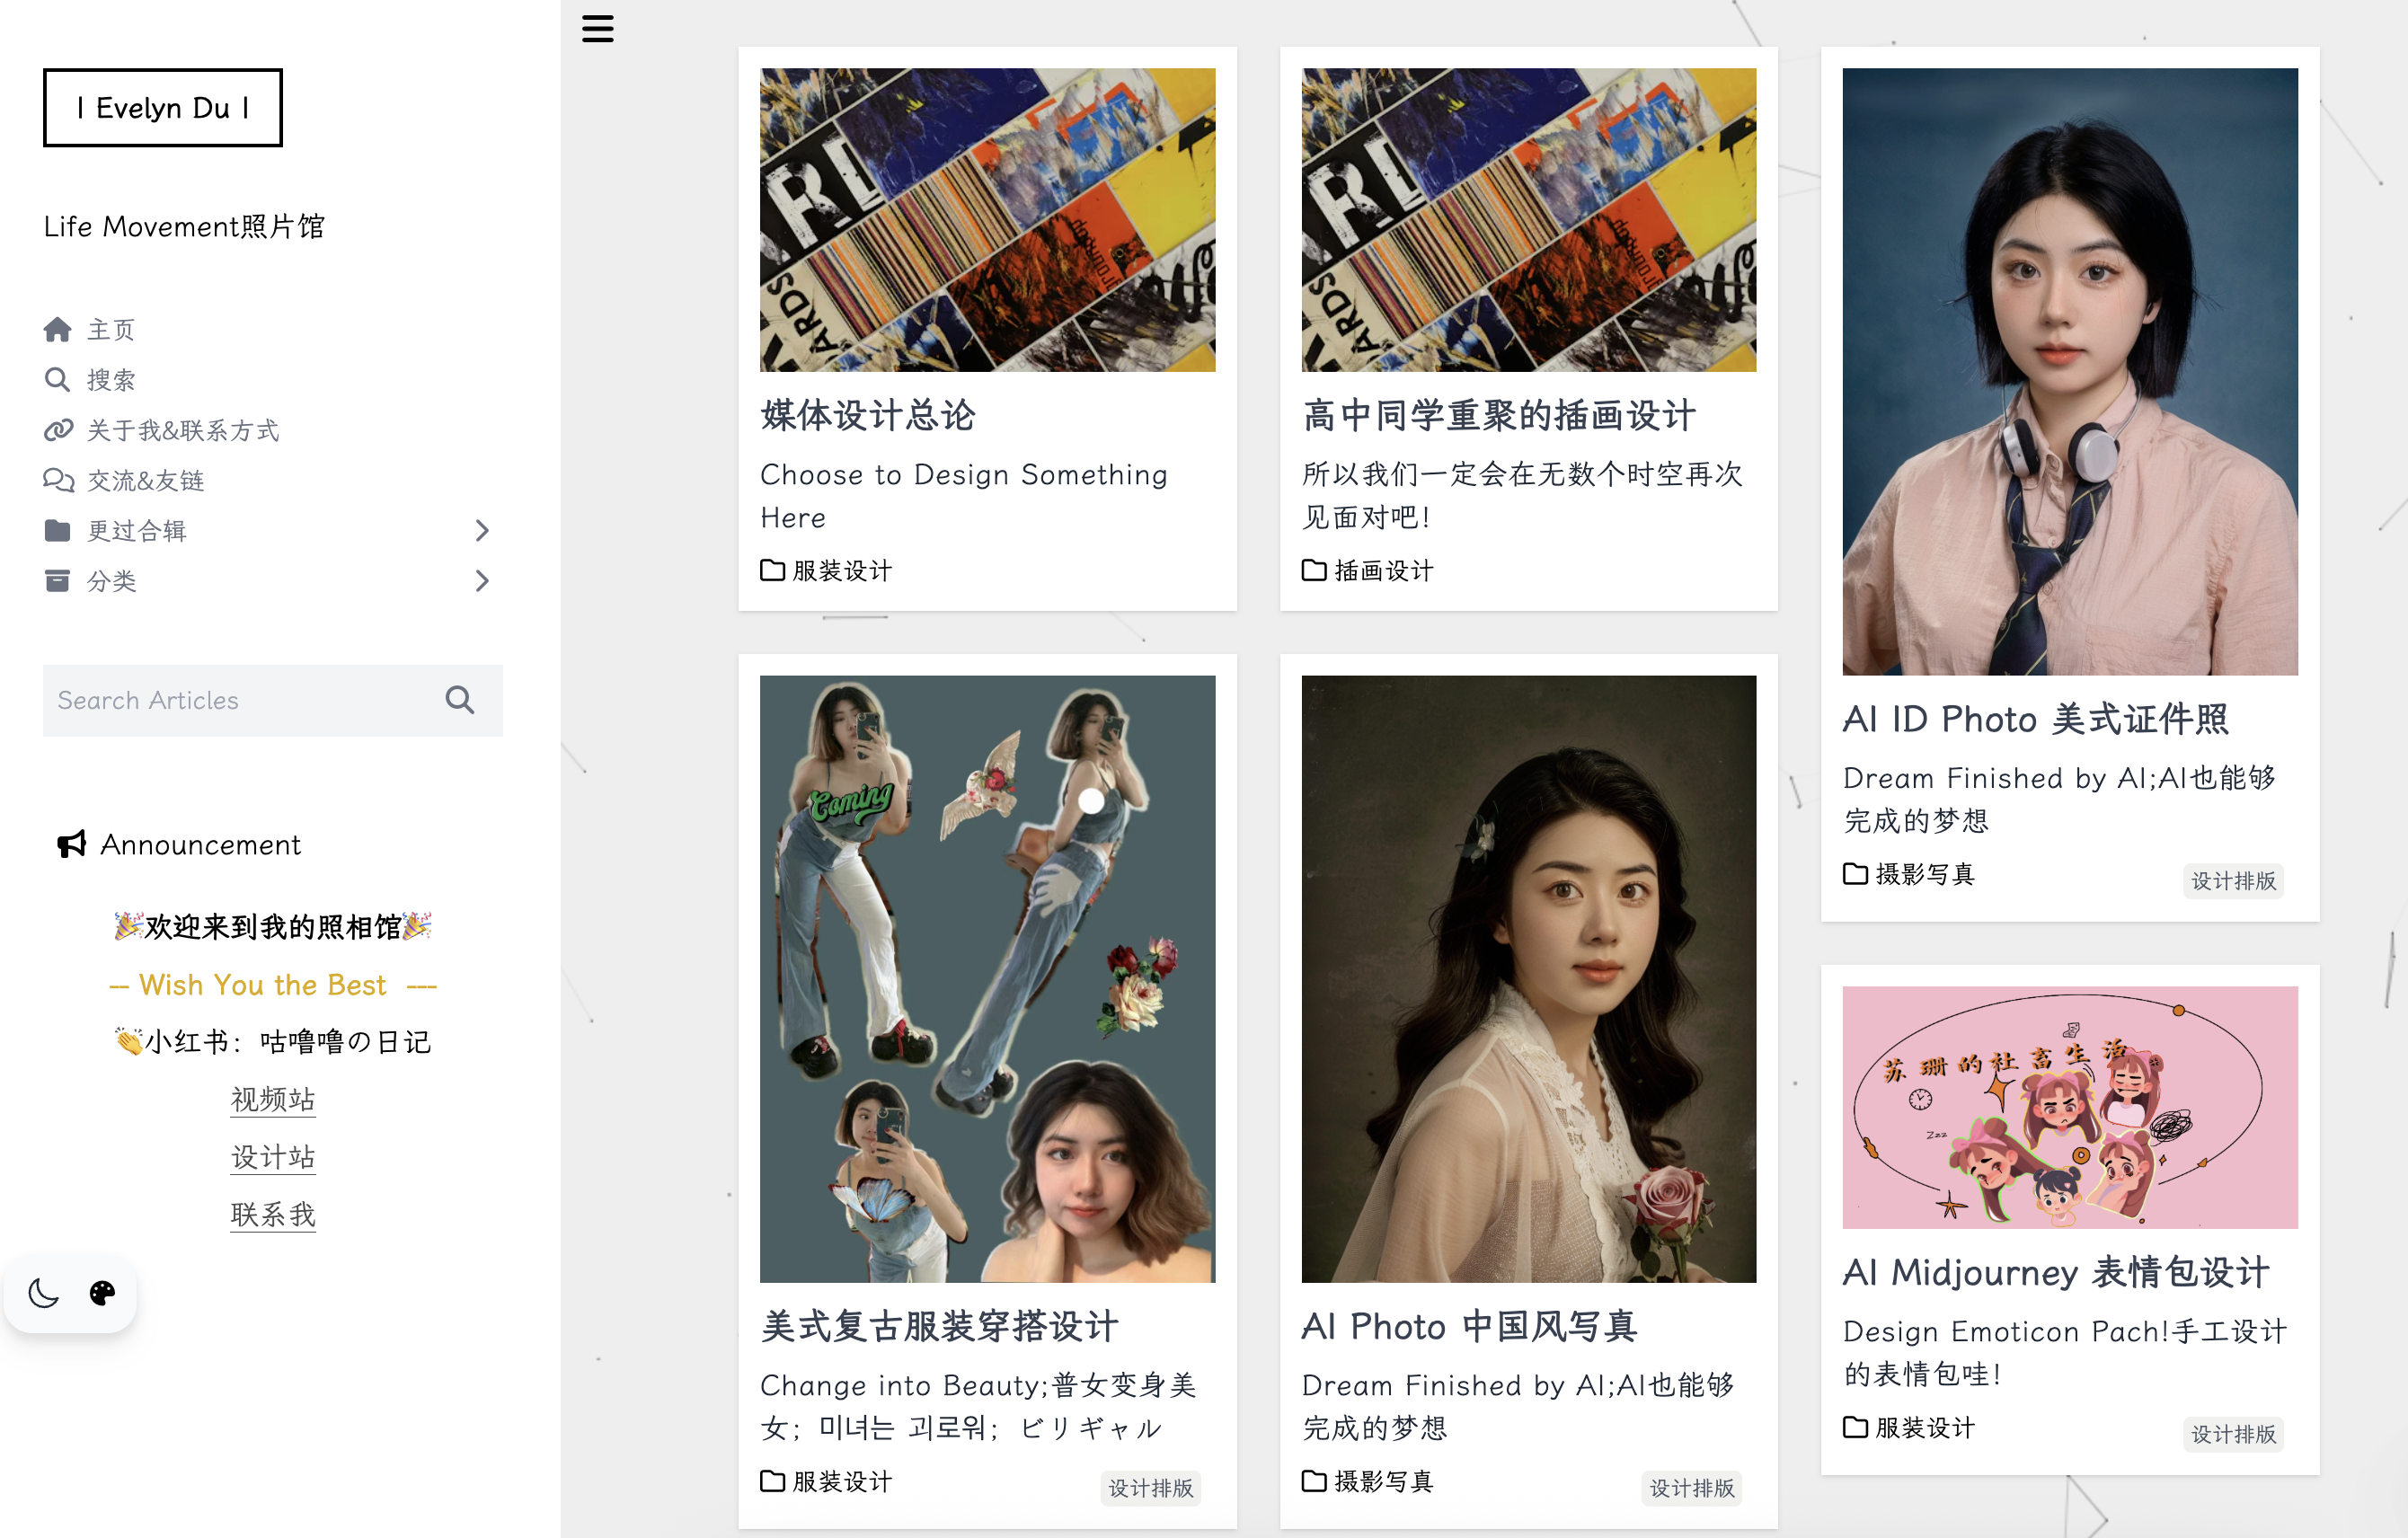 | Evelyn Du |
Life Movement照片馆
主页
搜索
关于我&联系方式
交流&友链
更过合辑
分类
Search Articles
Announcement
🎉欢迎来到我的照相馆🎉
-- Wish You the Best ---
👏小红书：咕噜噜の日记
视频站
设计站
联系我
ARDS
媒体设计总论
Choose to Design Something
Here
服装设计
ARDS
高中同学重聚的插画设计
所以我们一定会在无数个时空再次
见面对吧！
插画设计
AI ID Photo 美式证件照
Dream Finished by AI;AI也能够
完成的梦想
摄影写真
设计排版
Coming
美式复古服装穿搭设计
Change into Beauty;普女变身美
女；미녀는 괴로워；ビリギャル
服装设计
设计排版
AI Photo 中国风写真
Dream Finished by AI;AI也能够
完成的梦想
摄影写真
设计排版
苏珊的社畜生活
Zzz
AI Midjourney 表情包设计
Design Emoticon Pach!手工设计
的表情包哇！
服装设计
设计排版